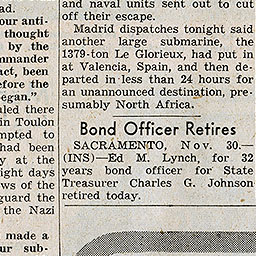 ad.
our anti-
thought
by the
mmander
act, been
efore the
egan."
aled there
in Toulon
mpted to
had been
y at the
ight days
ws of the
guard the
the Nazi
made a
ur sub-
and naval units sent out to cut
off their escape.
Madrid dispatches tonight said
another large submarine, the
1379-ton Le Glorieux, had put in
at Valencia, Spain, and then de-
parted in less than 24 hours for
an unannounced destination, pre-
sumably North Africa.
Bond Officer Retires
SACRAMENTO, Nov. 30.—
(INS)—Ed M. Lynch, for 32
years bond officer for State
Treasurer Charles G. Johnson
retired today.